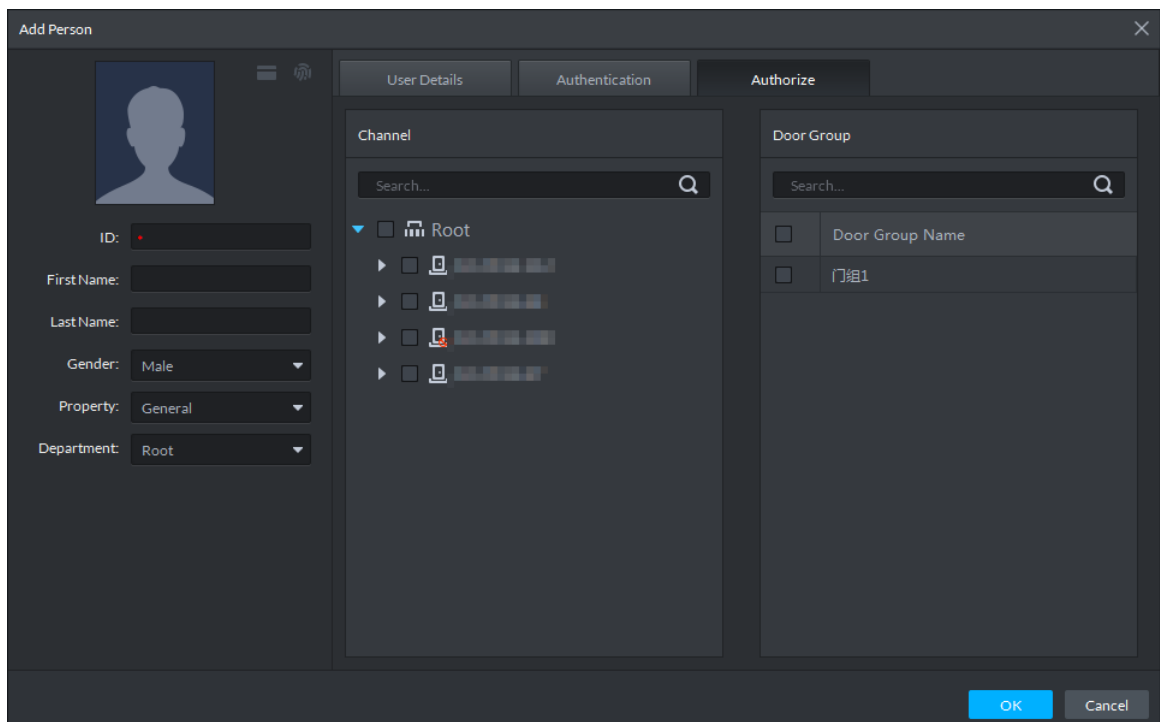 Add Person
User Details
Authentication
Authorize
ID:
First Name:
Last Name:
Gender: Male
Property: General
Department: Root
Channel
Search...
Root
Door Group
Search...
Door Group Name
门组1
OK
Cancel